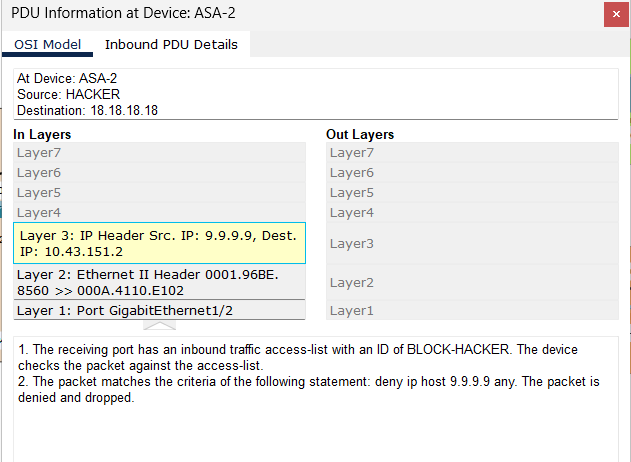 PDU Information at Device: ASA-2
OSI Model Inbound PDU Details
At Device: ASA-2
Source: HACKER
Destination: 18.18.18.18
In Layers
Layer7
Layer6
Layer5
Layer4
Layer 3: IP Header Src. IP: 9.9.9.9, Dest.
IP: 10.43.151.2
Layer 2: Ethernet II Header 0001.96BE.
8560 >> 000A.4110.E102
Layer 1: Port GigabitEthernet1/2
Out Layers
Layer7
Layer6
Layer5
Layer4
Layer3
Layer2
Layer1
1. The receiving port has an inbound traffic access-list with an ID of BLOCK-HACKER. The device
checks the packet against the access-list.
2. The packet matches the criteria of the following statement: deny ip host 9.9.9.9 any. The packet is
denied and dropped.